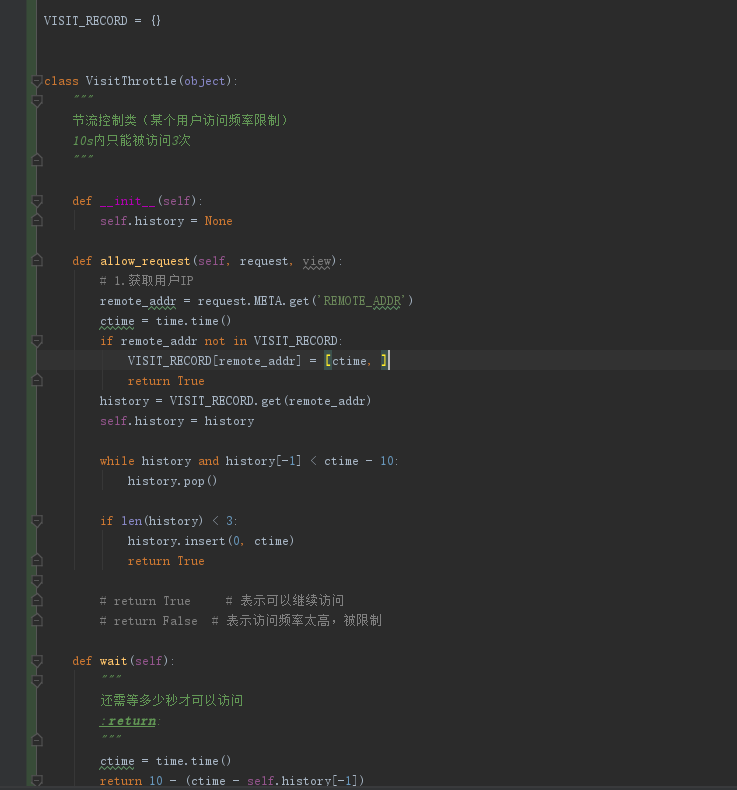 VISIT_RECORD = {}
class VisitThrottle(object):
"""
节流控制类（某个用户访问频率限制）
10s内只能被访问3次
"""
def __init__(self):
self.history = None
def allow_request(self, request, view):
# 1.获取用户IP
remote_addr = request.META.get('REMOTE_ADDR')
ctime = time.time()
if remote_addr not in VISIT_RECORD:
VISIT_RECORD[remote_addr] = [ctime, ]
return True
history = VISIT_RECORD.get(remote_addr)
self.history = history
while history and history[-1] < ctime - 10:
history.pop()
if len(history) < 3:
history.insert(0, ctime)
return True
# return True     # 表示可以继续访问
# return False  # 表示访问频率太高，被限制
def wait(self):
"""
还需等多少秒才可以访问
:return:
"""
ctime = time.time()
return 10 - (ctime - self.history[-1])